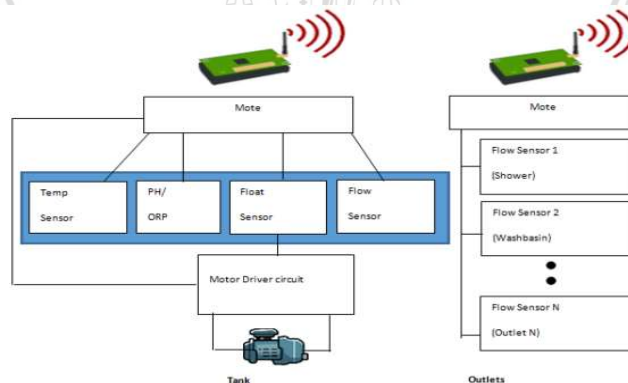 Mote
Temp
Sensor
PH/
ORP
Float
Sensor
Flow
Sensor
Motor Driver circuit
Tank
Mote
Flow Sensor 1
(Shower)
Flow Sensor 2
(Washbasin)
Flow Sensor N
(Outlet N)
Outlets